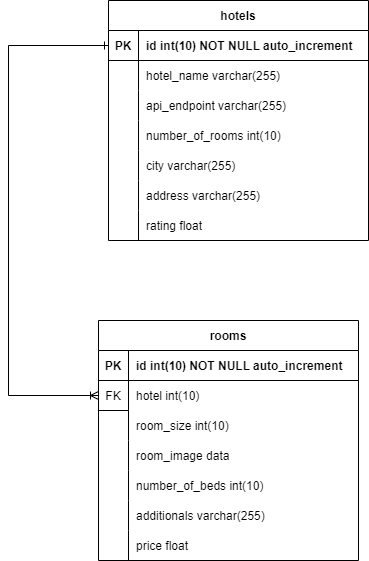 hotels
PK id int(10) NOT NULL auto_increment
hotel_name varchar(255)
api_endpoint varchar(255)
number_of_rooms int(10)
city varchar(255)
address varchar(255)
rating float
rooms
PK id int(10) NOT NULL auto_increment
FK hotel int(10)
room_size int(10)
room_image data
number_of_beds int(10)
additionals varchar(255)
price float